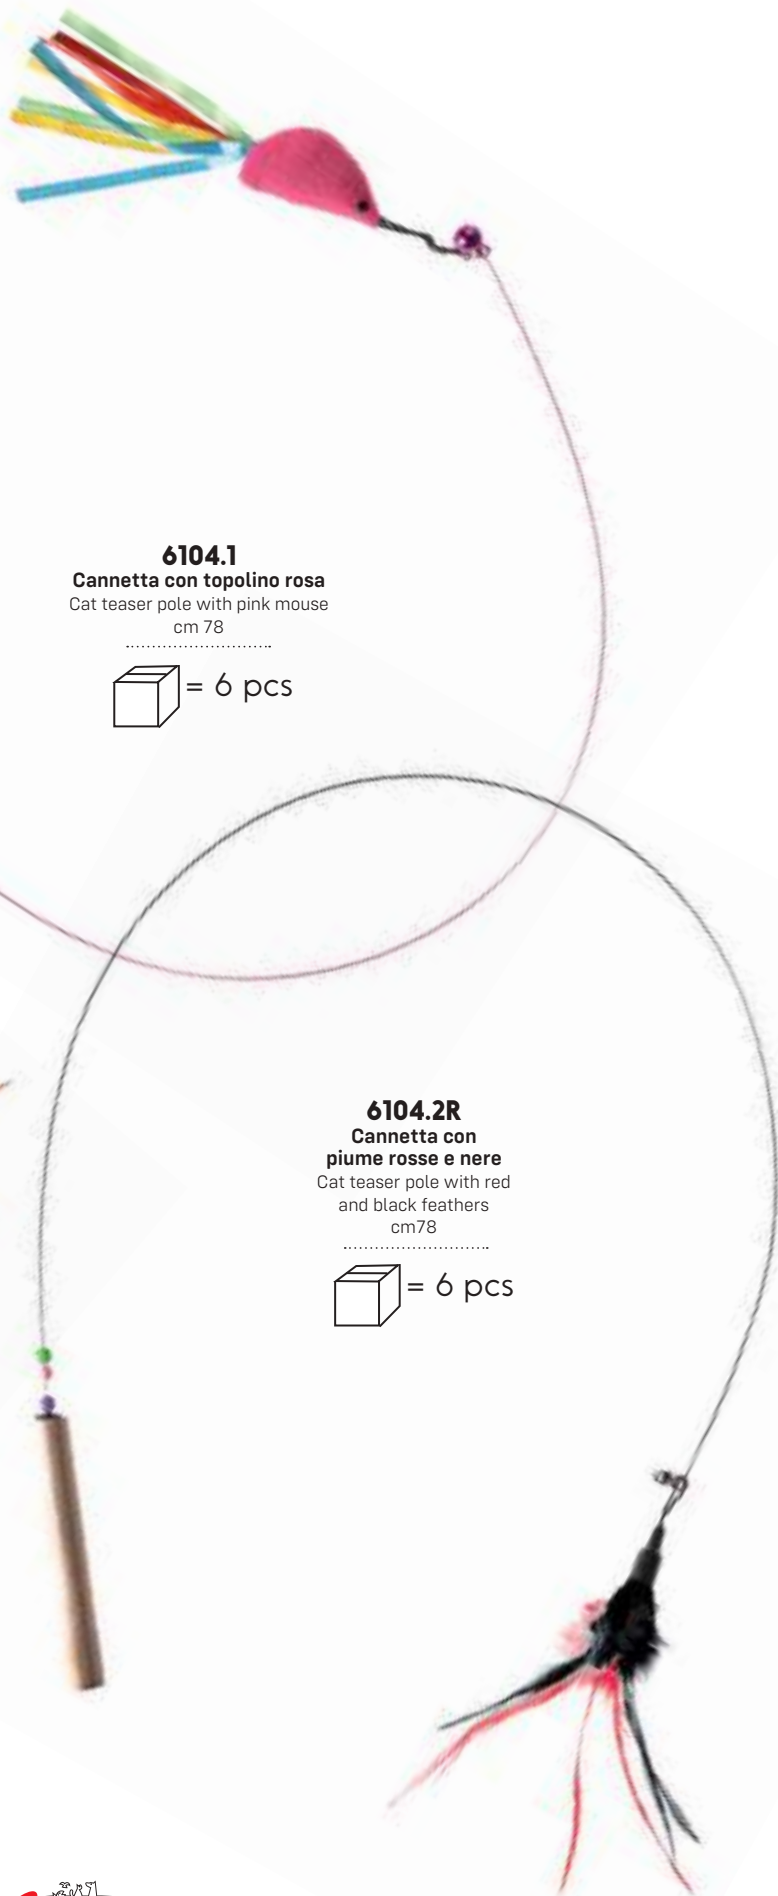 6104.1
Cannetta con topolino rosa
Cat teaser pole with pink mouse
cm 78
= 6 pcs
6104.2R
Cannetta con
piume rosse e nere
Cat teaser pole with red
and black feathers
cm78
= 6 pcs